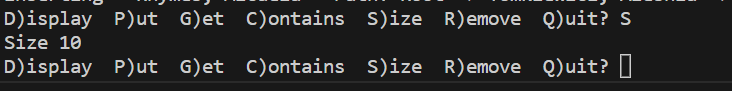 D)isplay  P)ut  G)et  C)ontains  S)ize  R)emove  Q)uit? S
Size 10
D)isplay  P)ut  G)et  C)ontains  S)ize  R)emove  Q)uit?